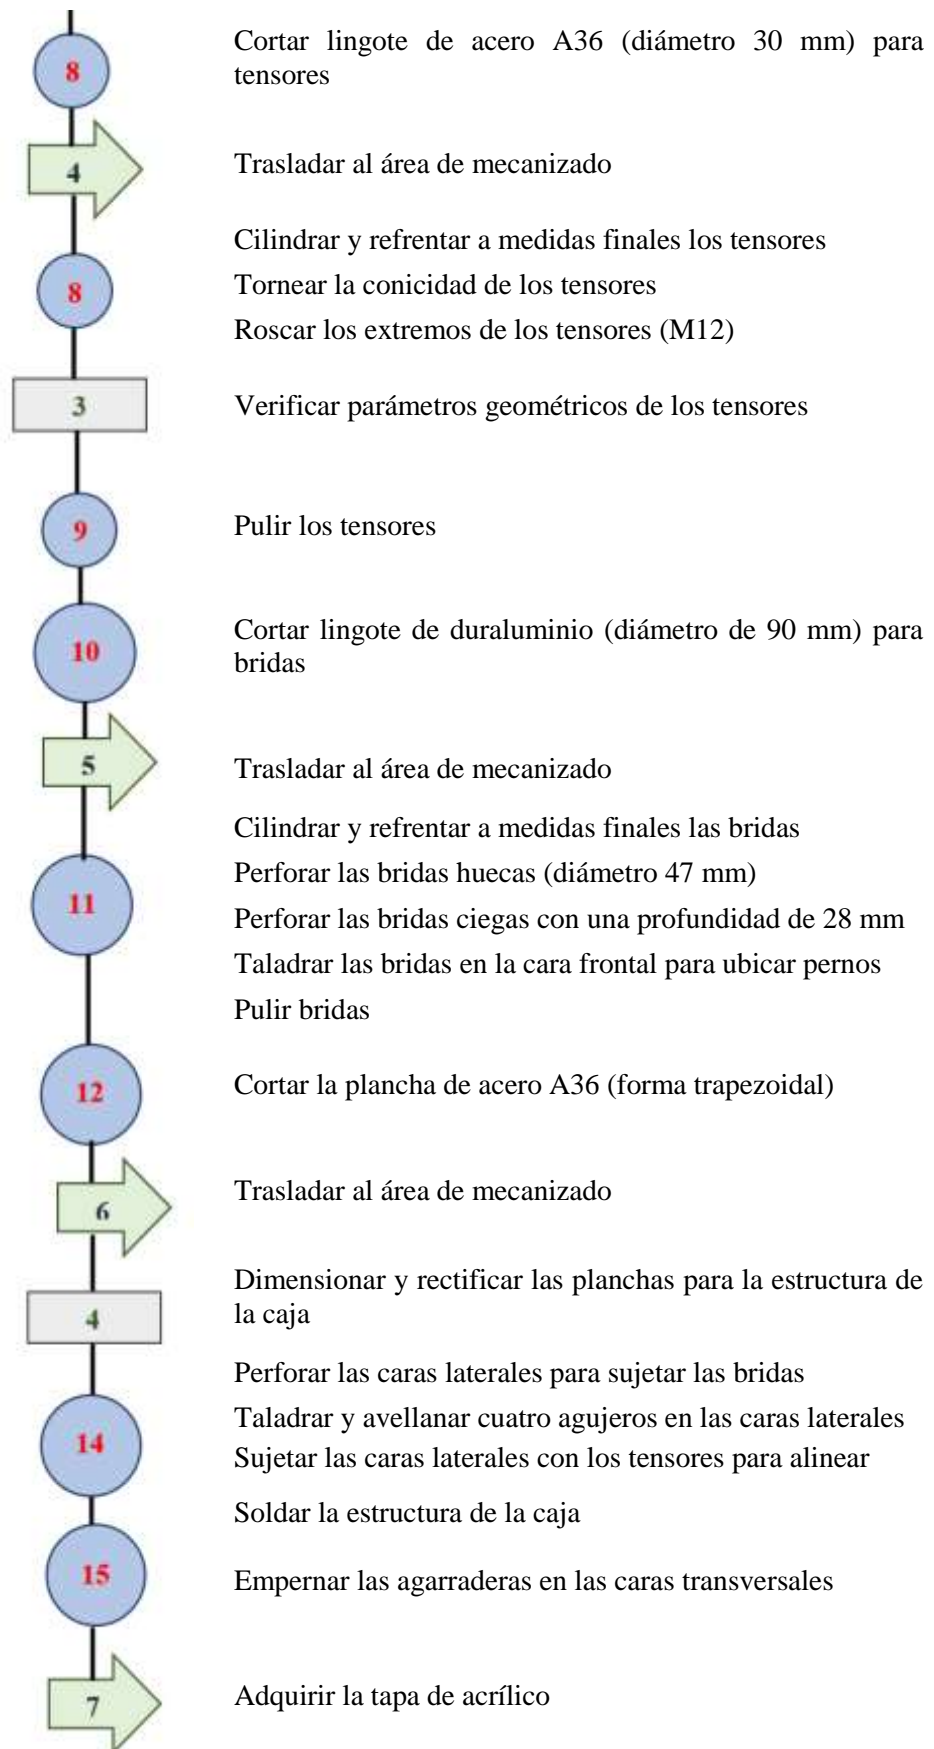 8
Cortar lingote de acero A36 (diámetro 30 mm) para
tensores
4
Trasladar al área de mecanizado
8
Cilindrar y refrentar a medidas finales los tensores
Tornear la conicidad de los tensores
Roscar los extremos de los tensores (M12)
3
Verificar parámetros geométricos de los tensores
9
Pulir los tensores
10
Cortar lingote de duraluminio (diámetro de 90 mm) para
bridas
5
Trasladar al área de mecanizado
11
Cilindrar y refrentar a medidas finales las bridas
Perforar las bridas huecas (diámetro 47 mm)
Perforar las bridas ciegas con una profundidad de 28 mm
Taladrar las bridas en la cara frontal para ubicar pernos
Pulir bridas
12
Cortar la plancha de acero A36 (forma trapezoidal)
6
Trasladar al área de mecanizado
4
Dimensionar y rectificar las planchas para la estructura de
la caja
14
Perforar las caras laterales para sujetar las bridas
Taladrar y avellanar cuatro agujeros en las caras laterales
Sujetar las caras laterales con los tensores para alinear
15
Soldar la estructura de la caja
Empernar las agarraderas en las caras transversales
7
Adquirir la tapa de acrílico